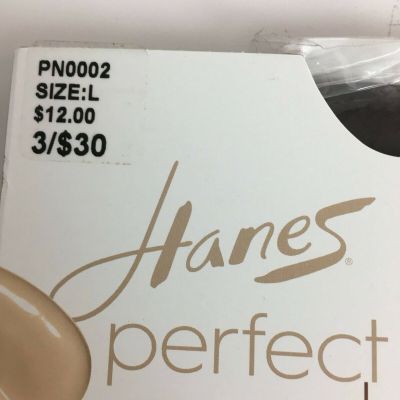 PN0002
SIZE:L
$12.00
3/$30
Hanes®
perfect